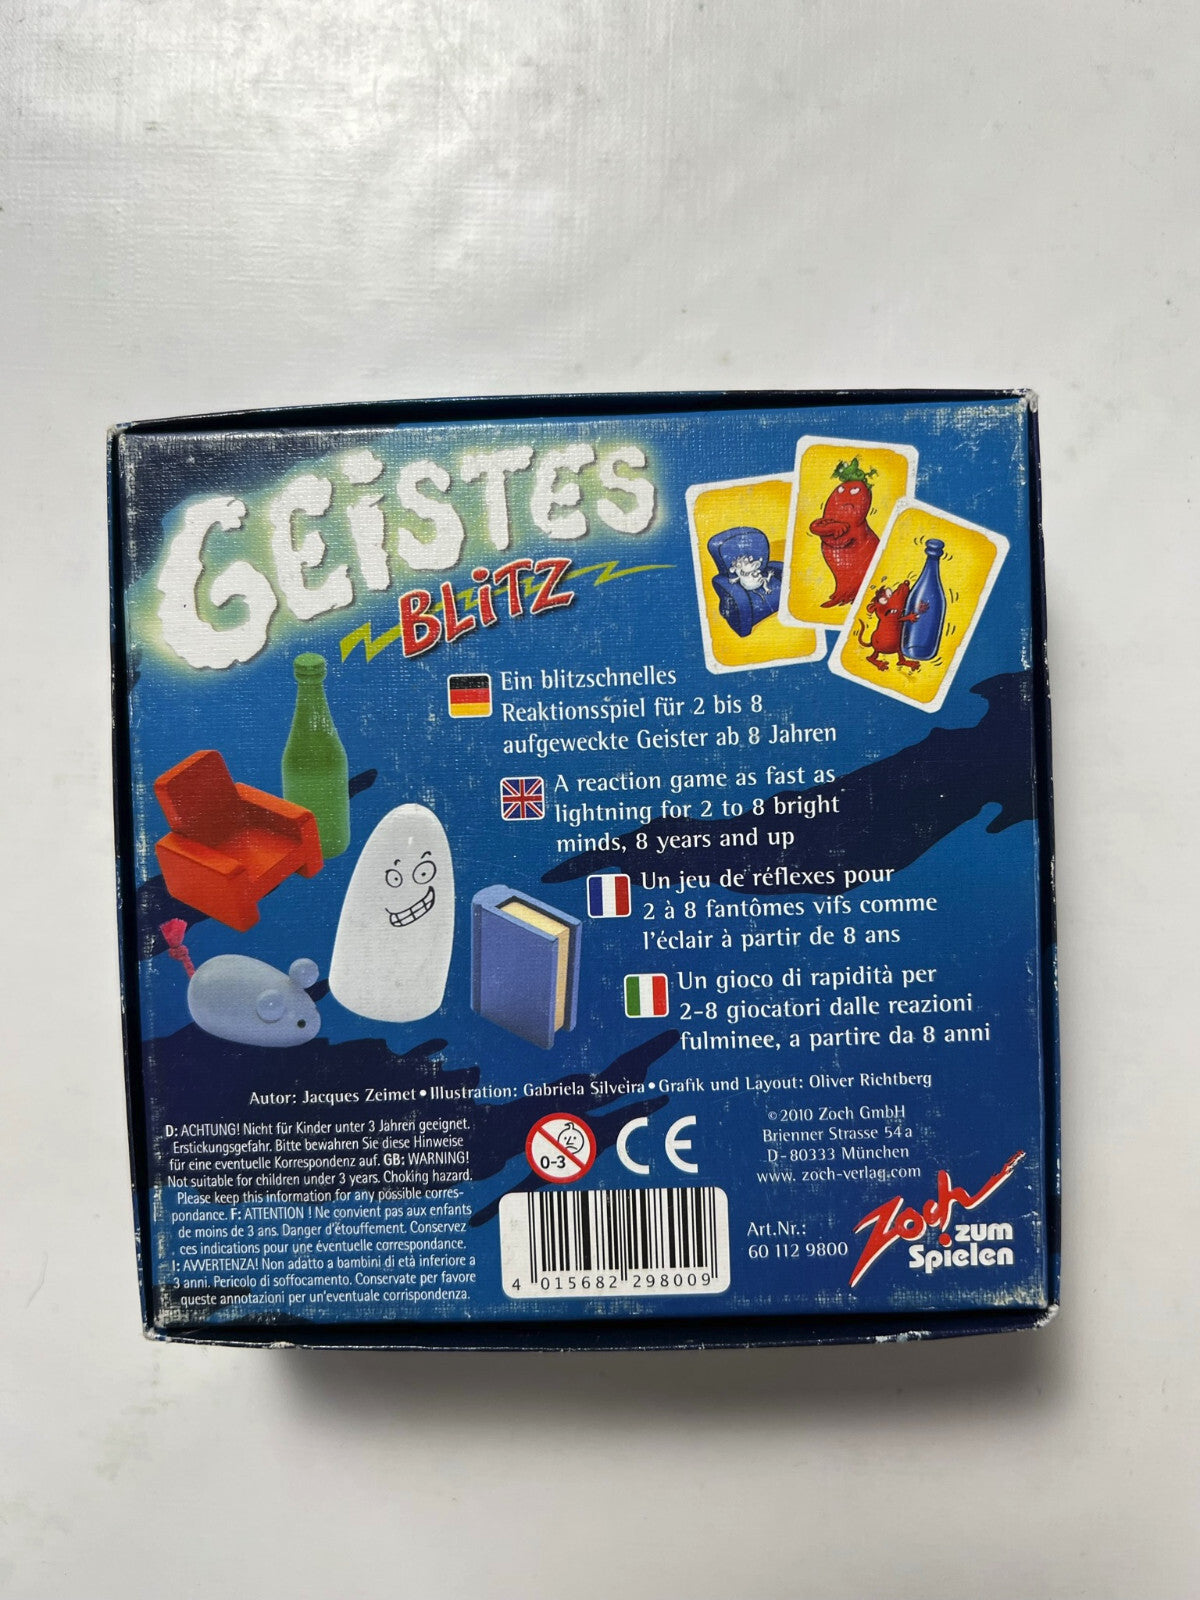 GEiSTES
BLiTZ
Ein blitzschnelles
Reaktionsspiel für 2 bis 8
aufgeweckte Geister ab 8 Jahren
A reaction game as fast as
lightning for 2 to 8 bright
minds, 8 years and up
Un jeu de réflexes pour
2 à 8 fantômes vifs comme
l'éclair à partir de 8 ans
Un gioco di rapidità per
2-8 giocatori dalle reazioni
fulminee, a partire da 8 anni
Autor: Jacques Zeimet • Illustration: Gabriela Silveira • Grafik und Layout: Oliver Richtberg
D: ACHTUNG! Nicht für Kinder unter 3 Jahren geeignet.
Erstickungsgefahr. Bitte bewahren Sie diese Hinweise
für eine eventuelle Korrespondenz auf. GB: WARNING!
Not suitable for children under 3 years. Choking hazard.
Please keep this information for any possible corres-
pondance. F: ATTENTION ! Ne convient pas aux enfants
de moins de 3 ans. Danger d'étouffement. Conservez
ces indications pour une éventuelle correspondance.
I: AVVERTENZA! Non adatto a bambini di età inferiore a
3 anni. Pericolo di soffocamento. Conservate per favore
queste annotazioni per un'eventuale corrispondenza.
0-3
CE
4 015682 298009
©2010 Zoch GmbH
Brienner Strasse 54a
D-80333 München
www. zoch-verlag.com
Art.Nr.:
60 112 9800
Zoch
zum
Spielen